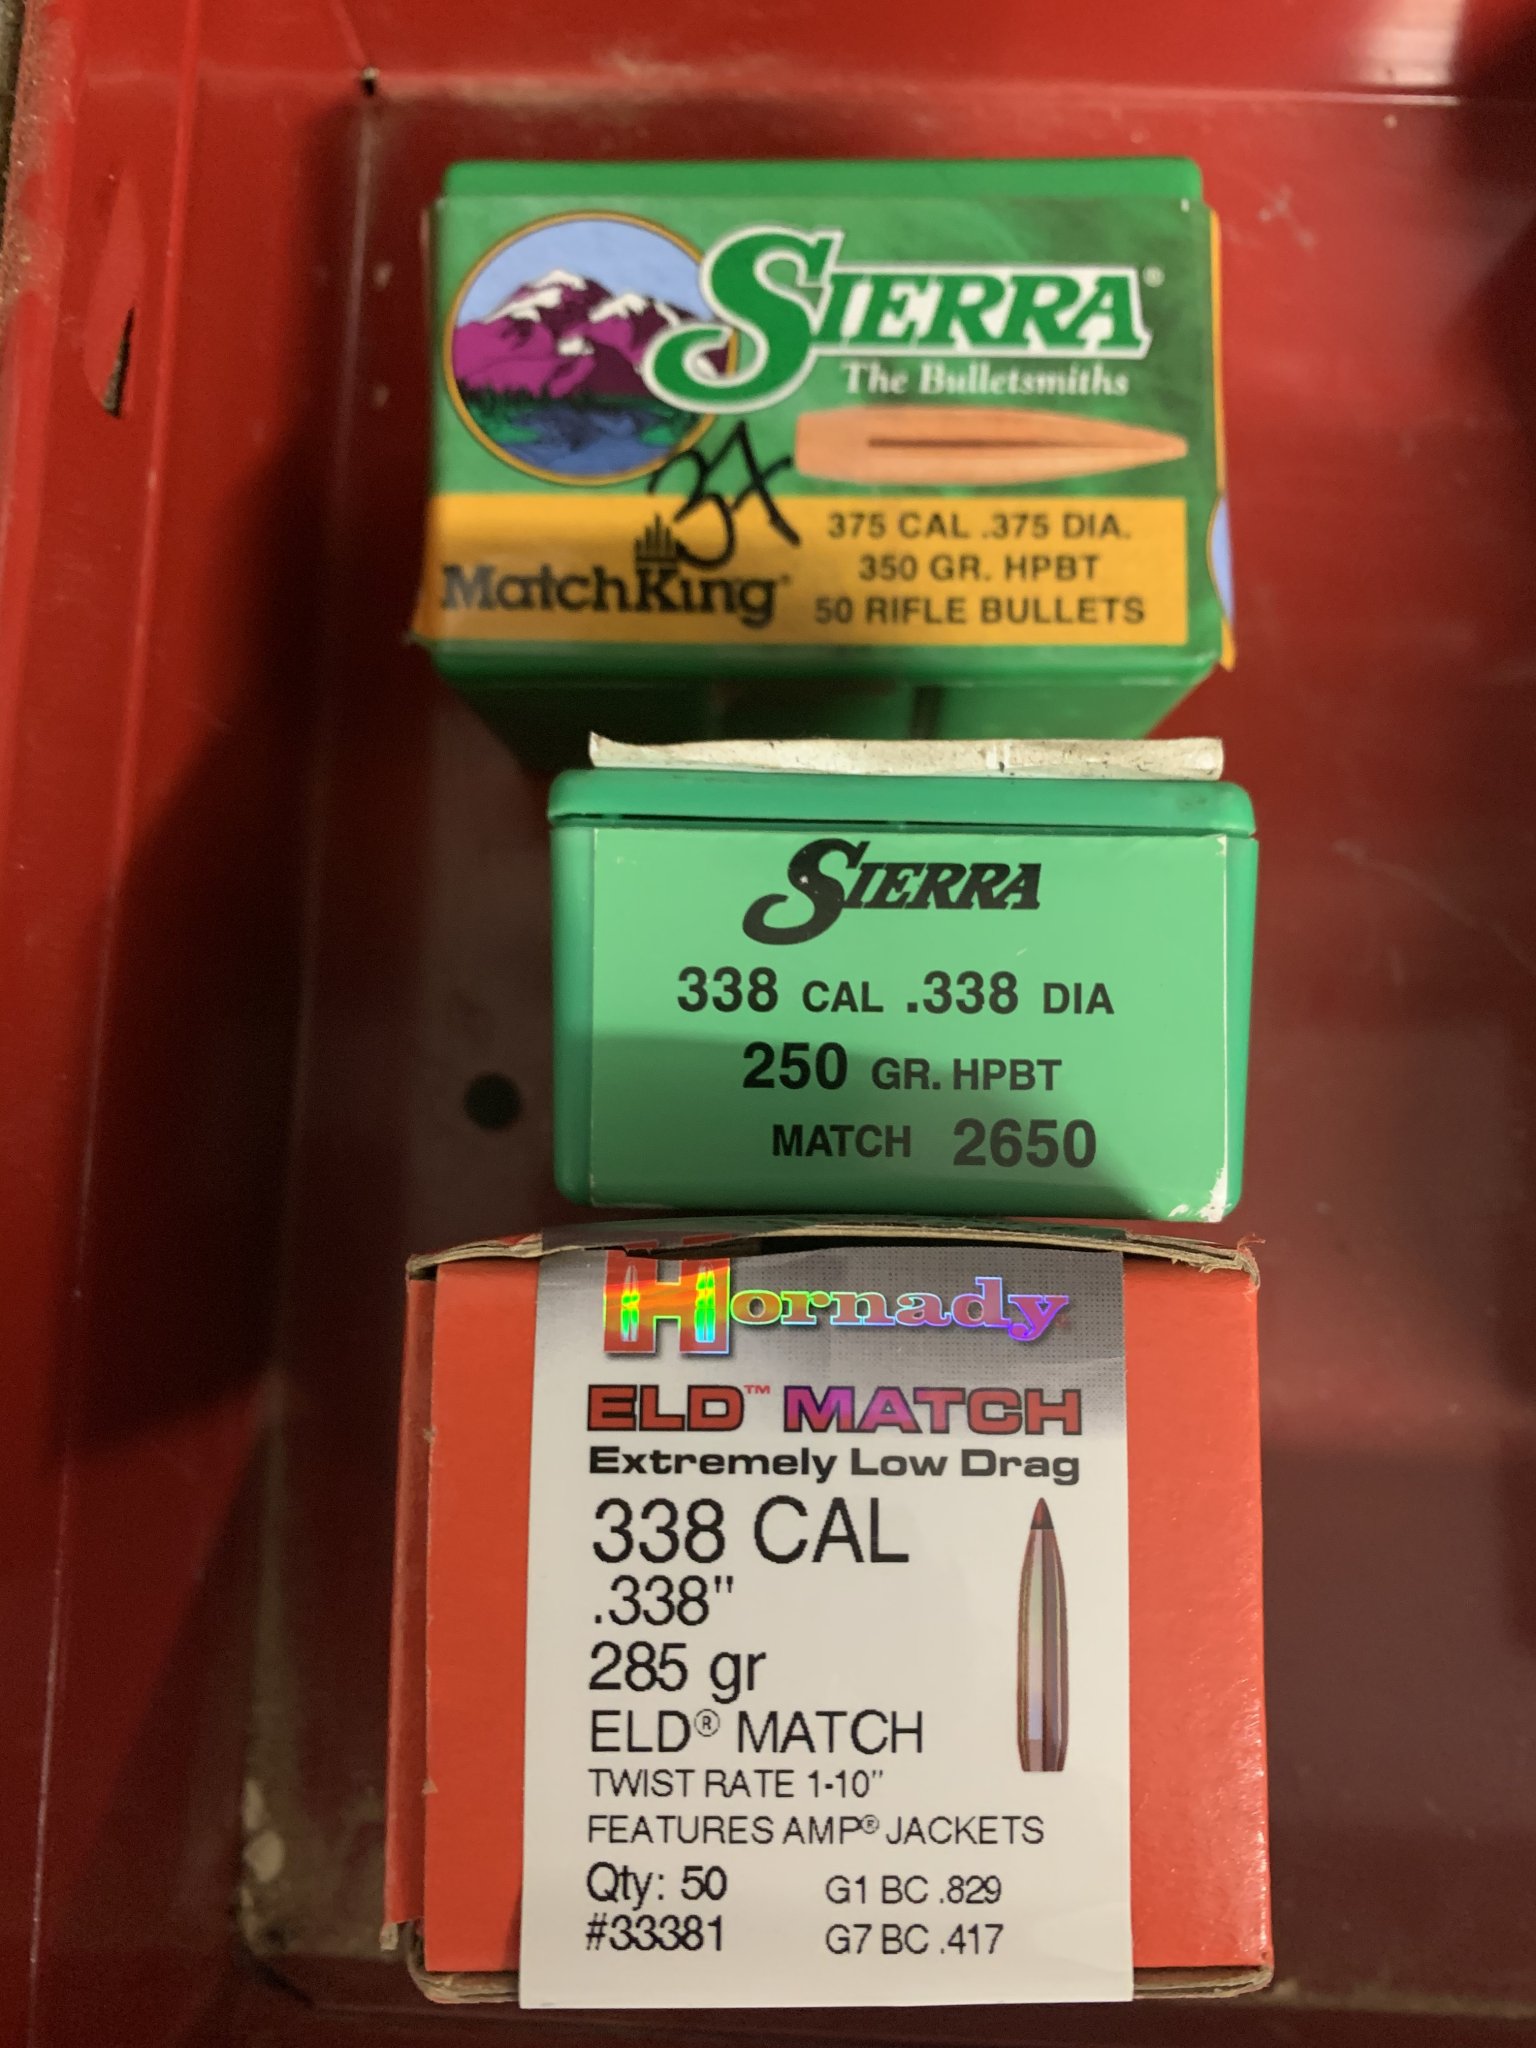 SIERRA®
The Bulletsmiths
3X
375 CAL .375 DIA.
350 GR. HPBT
MatchKing®
50 RIFLE BULLETS
SIERRA
338 CAL .338 DIA
250 GR. HPBT
MATCH 2650
Hornady
ELD™ MATCH
Extremely Low Drag
338 CAL
.338"
285 gr
ELD® MATCH
TWIST RATE 1-10"
FEATURES AMP® JACKETS
Qty: 50 G1 BC .829
#33381 G7 BC .417